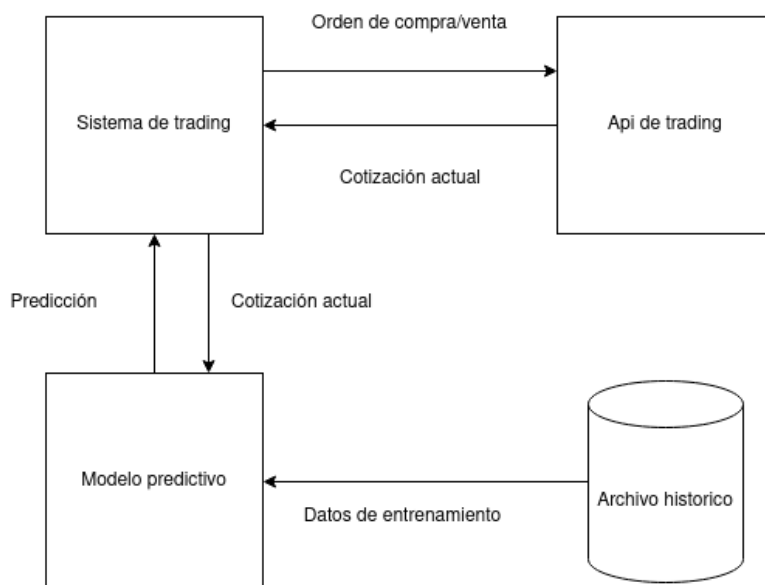 Orden de compra/venta
Sistema de trading
Api de trading
Cotización actual
Predicción
Cotización actual
Modelo predictivo
Archivo historico
Datos de entrenamiento